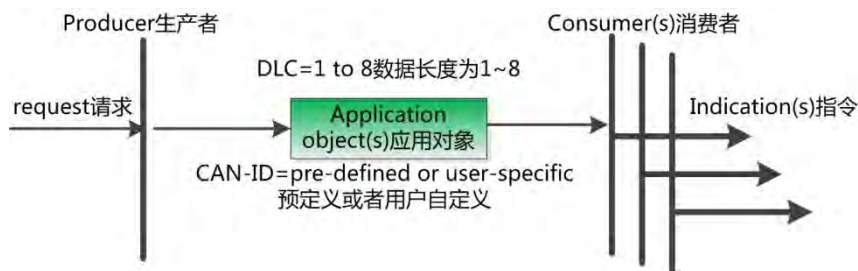 Producer生产者
Consumer(s)消费者
DLC=1 to 8数据长度为1~8
request请求
Application
object(s)应用对象
Indication(s)指令
CAN-ID=pre-defined or user-specific
预定义或者用户自定义